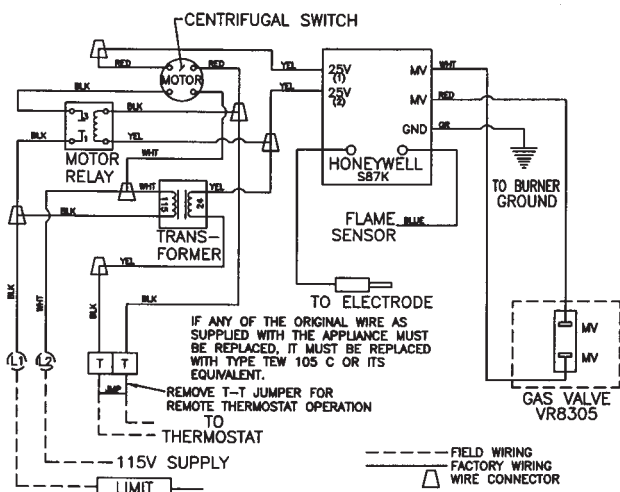 CENTRIFUGAL SWITCH
RED
RED
MOTOR
YEL
YEL
25V
(1)
25V
(2)
MV
WHT
MV
RED
GND
GR
HONEYWELL
S87K
BLK
3
1
BLK
BLK
YEL
MOTOR
RELAY
WHT
WHT
YEL
115
24
BLK
TRANS-
FORMER
YEL
FLAME
SENSOR
BLUE
TO BURNER
GROUND
TO ELECTRODE
BLK
WHT
BLK
BLK
IF ANY OF THE ORIGINAL WIRE AS
SUPPLIED WITH THE APPLIANCE MUST
BE REPLACED, IT MUST BE REPLACED
WITH TYPE TEW 105 C OR ITS
EQUIVALENT.
L1
L2
T
T
JMP
REMOVE T-T JUMPER FOR
REMOTE THERMOSTAT OPERATION
TO
THERMOSTAT
115V SUPPLY
LIMIT
MV
MV
GAS VALVE
VR8305
FIELD WIRING
FACTORY WIRING
WIRE CONNECTOR